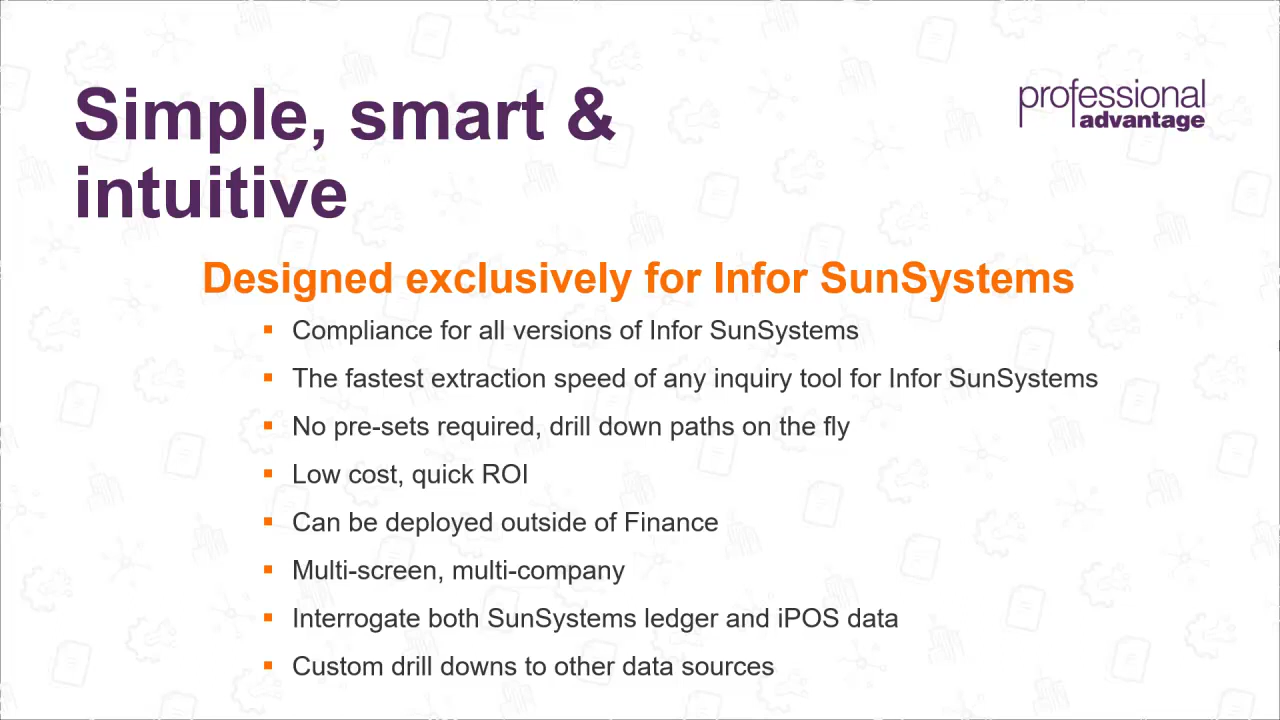 Simple, smart &
intuitive
professional
advantage
Designed exclusively for Infor SunSystems
Compliance for all versions of Infor SunSystems
The fastest extraction speed of any inquiry tool for Infor SunSystems
No pre-sets required, drill down paths on the fly
Low cost, quick ROI
Can be deployed outside of Finance
Multi-screen, multi-company
Interrogate both SunSystems ledger and iPOS data
Custom drill downs to other data sources